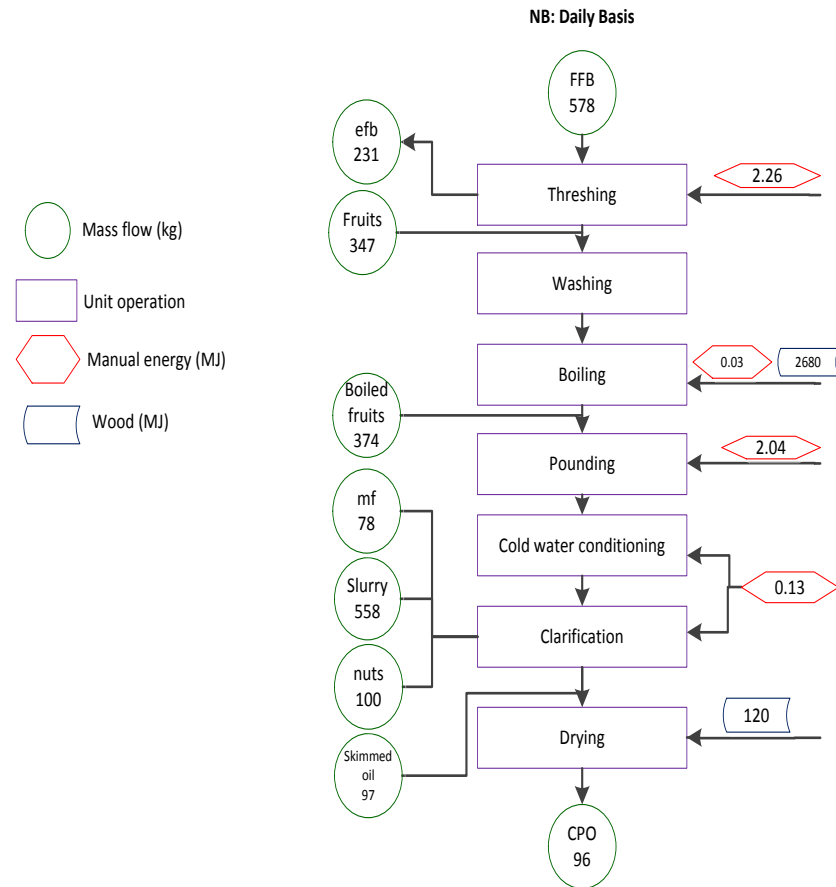 NB: Daily Basis
FFB
578
efb
231
Threshing
2.26
Fruits
347
Mass flow (kg)
Washing
Unit operation
Manual energy (MJ)
Boiling
0.03
2680
Boiled
fruits
374
Wood (MJ)
Pounding
2.04
mf
78
Cold water conditioning
Slurry
558
0.13
Clarification
nuts
100
Drying
120
Skimmed
oil
97
CPO
96